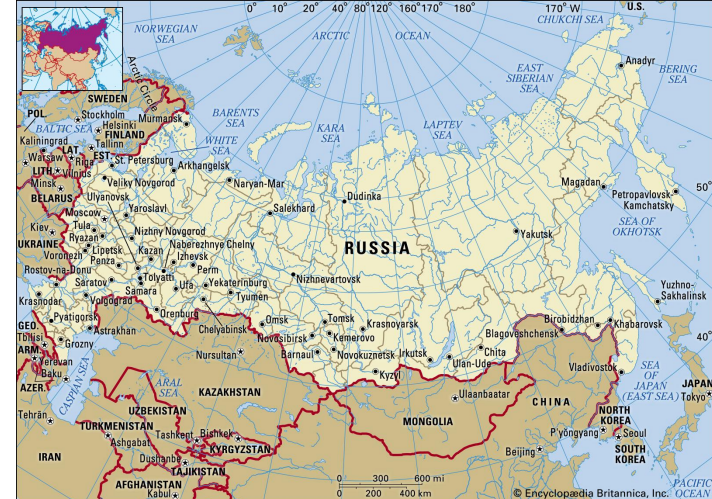 0° 10° 20° 40° 80° 120° 160° 170° 180° 170° W U.S.
NORWEGIAN
SEA
ARCTIC OCEAN
CHUKCHI SEA
Arctic Circle
EAST
SIBERIAN
SEA
Anadyr
BERING
SEA
SWEDEN
POL.
Stockholm
Helsinki
FINLAND
Murmansk
BARENTS
SEA
KARA
SEA
LAPTEV
SEA
BALTIC SEA
Kaliningrad
Tallinn
WHITE
SEA
LAT.
EST.
Warsaw
Riga
St. Petersburg
Arkhangelsk
LITH.
Vilnius
Minsk
Veliky Novgorod
Naryan-Mar
Magadan
Petropavlovsk-
Kamchatsky
50°
BELARUS
Ulyanovsk
Dudinka
Salekhard
Moscow
Yaroslavl
SEA OF
OKHOTSK
Kiev
Tula
Nizhny Novgorod
Yakutsk
UKRAINE
Ryazan
Naberezhnye Chelny
RUSSIA
Voronezh
Lipetsk
Kazan
Izhevsk
Penza
Perm
Rostov-na-Donu
Tolyatti
Nizhnevartovsk
Saratov
Samara
Ufa
Yekaterinburg
Yuzhno-
Sakhalinsk
Krasnodar
Volgograd
Tyumen
Orenburg
Pyatigorsk
Omsk
Tomsk
Krasnoyarsk
Birobidzhan
Khabarovsk
GEO.
Astrakhan
Chelyabinsk
Novosibirsk
Kemerovo
Blagoveshchensk
Tbilisi
Grozny
Nursultan
Barnaul
Novokuznetsk
Irkutsk
Chita
40°
ARM.
Yerevan
Ulan-Ude
Kyzyl
Vladivostok
SEA
OF
JAPAN
(EAST SEA)
Baku
AZER.
CASPIAN SEA
ARAL
SEA
KAZAKHSTAN
Ulaanbaatar
CHINA
JAPAN
Tokyo
Tehrān
UZBEKISTAN
MONGOLIA
NORTH
KOREA
TURKMENISTAN
Tashkent
Bishkek
P'yŏngyang
Seoul
Ashgabat
KYRGYZSTAN
Beijing
SOUTH
KOREA
IRAN
Dushanbe
TAJIKISTAN
AFGHANISTAN
Kabul
0 300 600 mi
0 200 400 km
PACIFIC
OCEAN
© Encyclopædia Britannica, Inc.